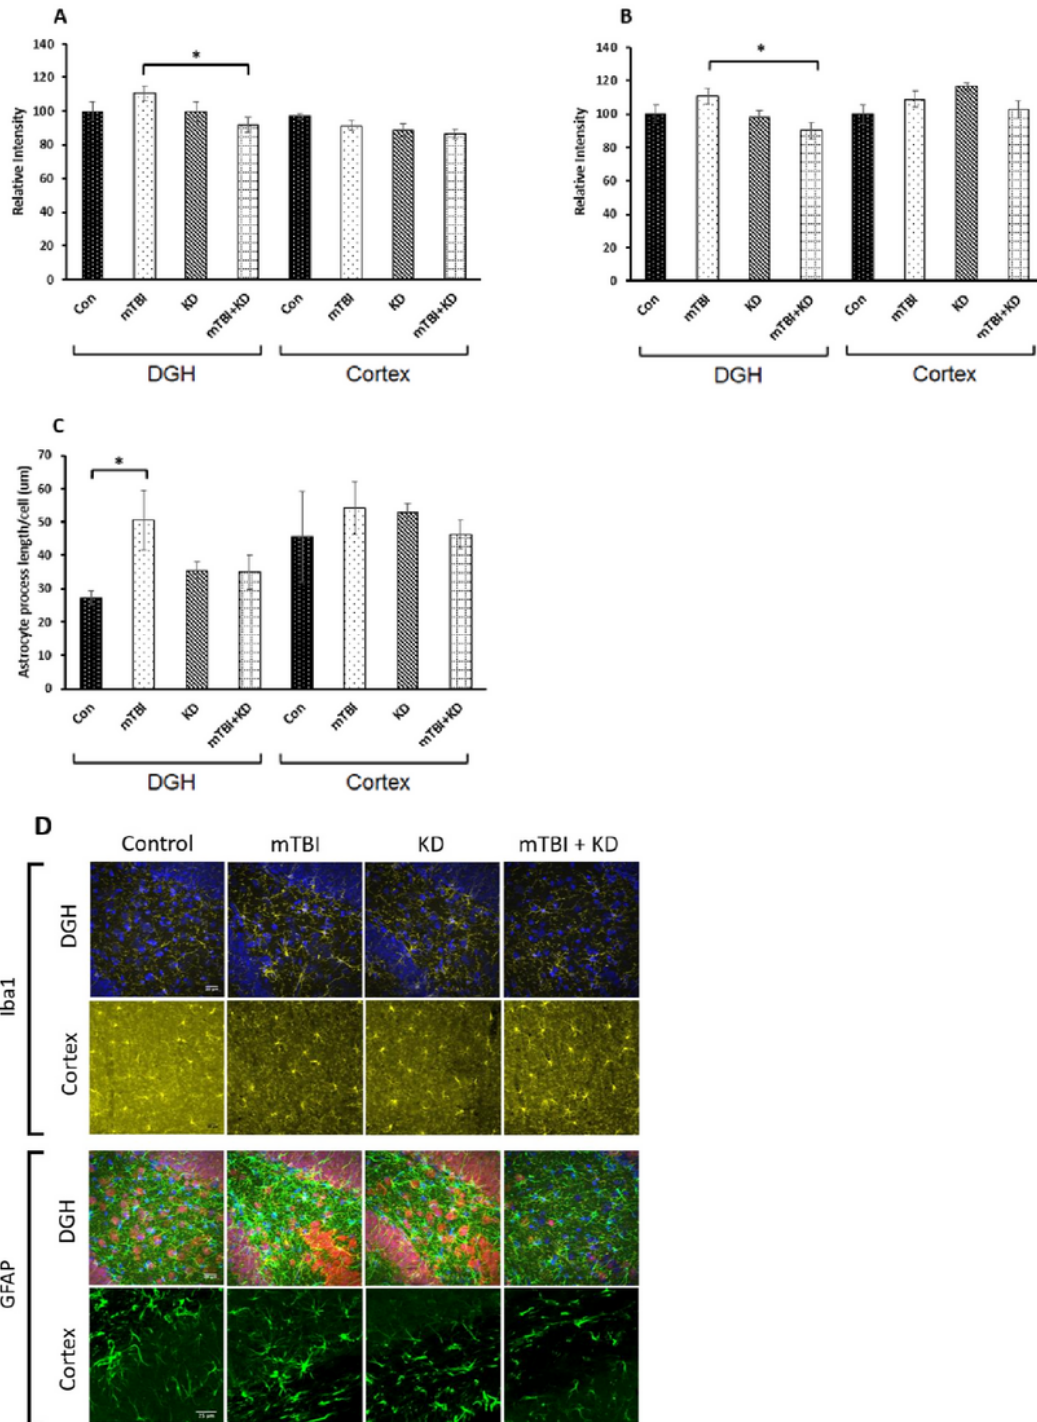 A
140
120
100
80
60
40
20
0
Relative Intensity
*
Con
mTBI
KD
mTBI+KD
Con
mTBI
KD
mTBI+KD
DGH
Cortex
B
140
120
100
80
60
40
20
0
Relative Intensity
*
Con
mTBI
KD
mTBI+KD
Con
mTBI
KD
mTBI+KD
DGH
Cortex
C
70
60
50
40
30
20
10
0
Astrocyte process length/cell (um)
*
Con
mTBI
KD
mTBI+KD
Con
mTBI
KD
mTBI+KD
DGH
Cortex
D
Control
mTBI
KD
mTBI + KD
Iba1
DGH
Cortex
GFAP
DGH
Cortex
25 µm